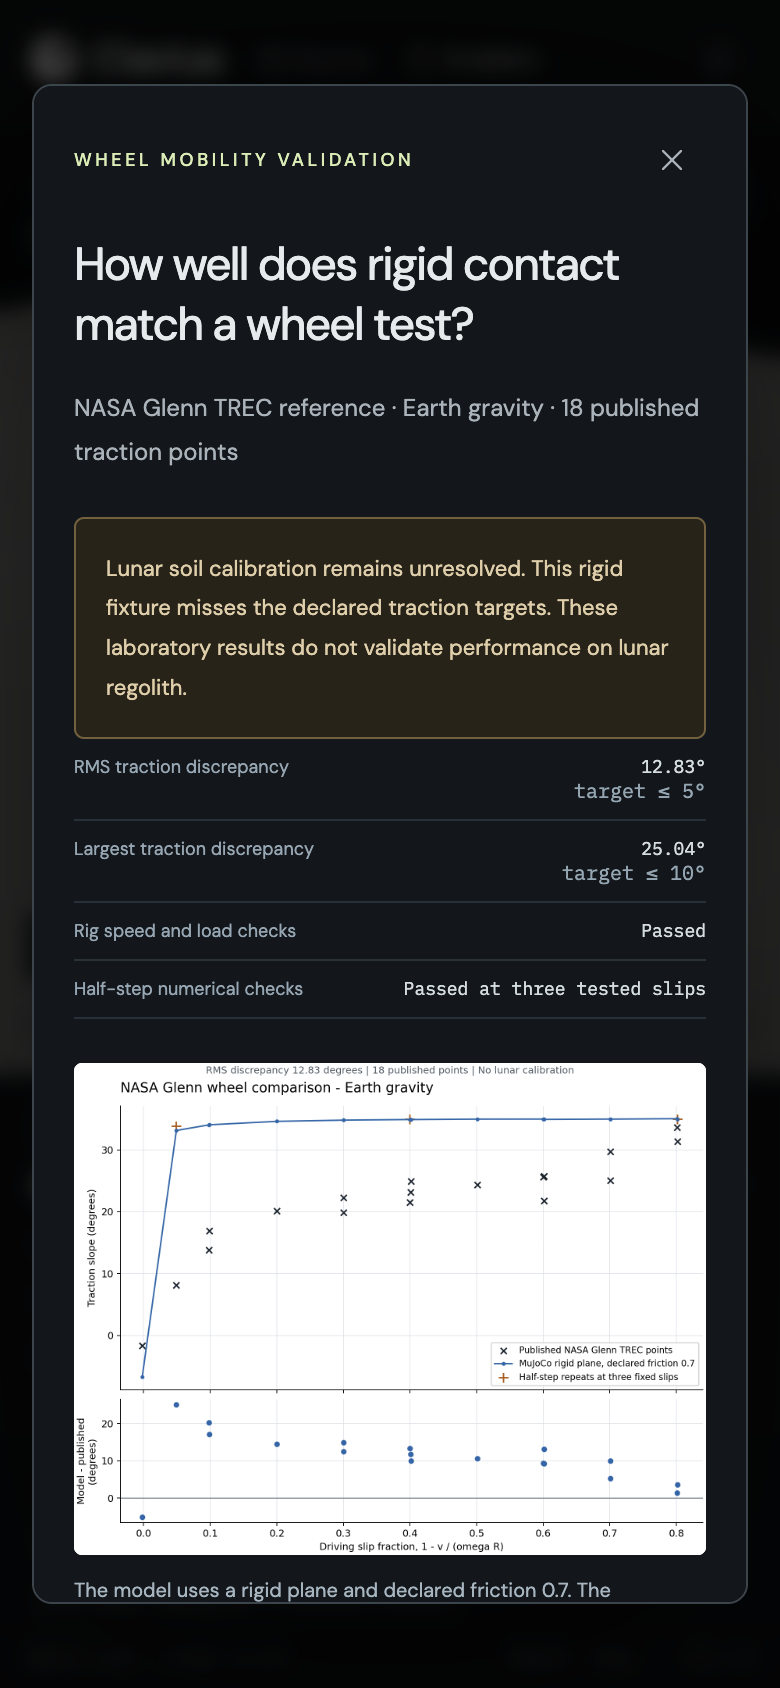 WHEEL MOBILITY VALIDATION
How well does rigid contact
match a wheel test?
NASA Glenn TREC reference · Earth gravity · 18 published
traction points
Lunar soil calibration remains unresolved. This rigid
fixture misses the declared traction targets. These
laboratory results do not validate performance on lunar
regolith.
RMS traction discrepancy 12.83°
target ≤ 5°
Largest traction discrepancy 25.04°
target ≤ 10°
Rig speed and load checks Passed
Half-step numerical checks Passed at three tested slips
RMS discrepancy 12.83 degrees | 18 published points | No lunar calibration
NASA Glenn wheel comparison - Earth gravity
Traction slope (degrees)
30
20
10
0
Published NASA Glenn TREC points
MuJoCo rigid plane, declared friction 0.7
Half-step repeats at three fixed slips
Model - published
(degrees)
20
10
0
0.0 0.1 0.2 0.3 0.4 0.5 0.6 0.7 0.8
Driving slip fraction, 1 - v / (omega R)
The model uses a rigid plane and declared friction 0.7. The